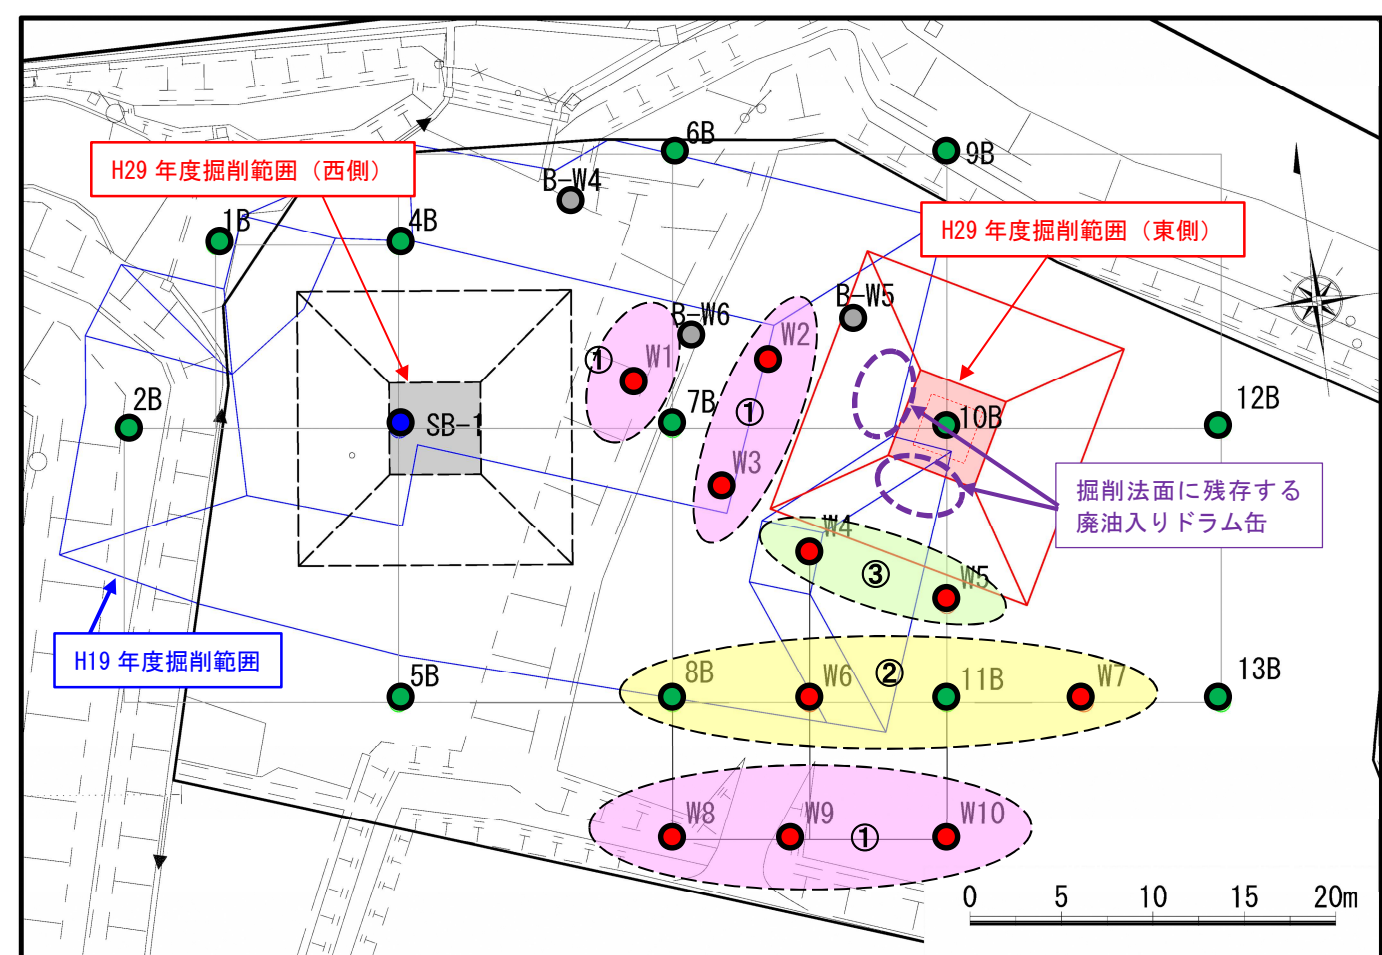 6B
9B
H29 年度掘削範囲（西側）
B-W4
1B
4B
H29 年度掘削範囲（東側）
B-W5
B-W6
W2
①
W1
2B
SB-1
7B
①
10B
12B
W3
掘削法面に残存する
廃油入りドラム缶
W4
③
W5
H19 年度掘削範囲
5B
8B
W6
②
11B
W7
13B
W8
W9
①
W10
0 5 10 15 20m